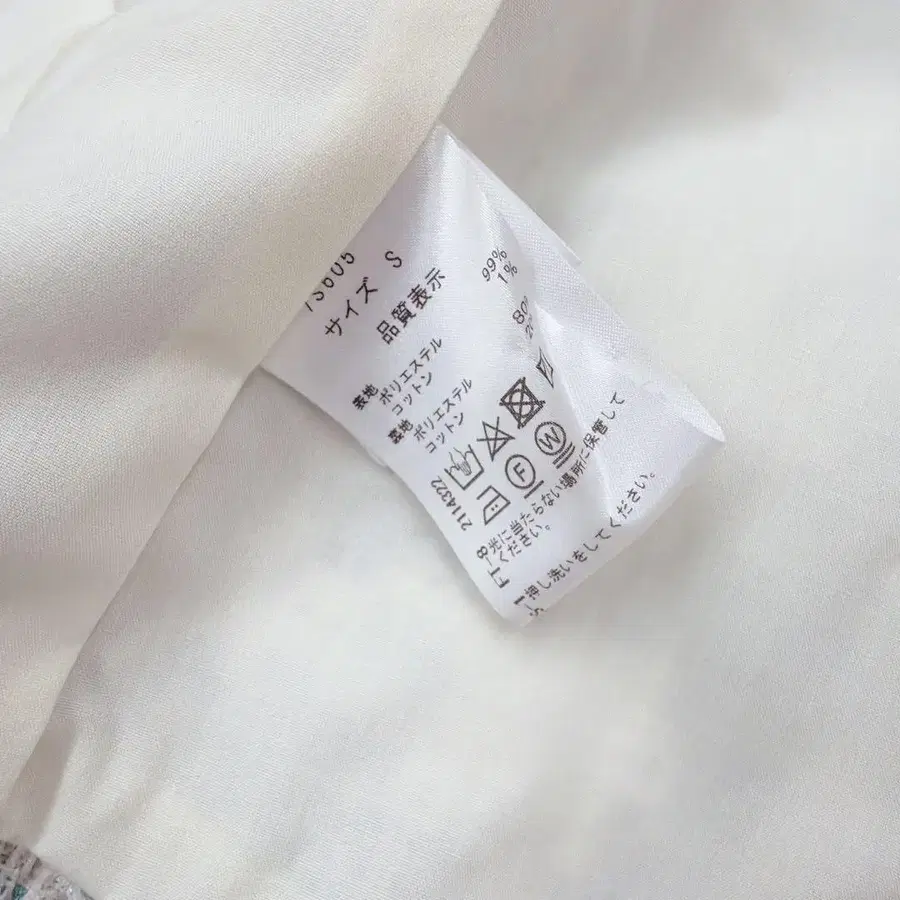 サイズ S
品質表示
表地 ポリエステル 99%
コットン 1%
裏地 ポリエステル
コットン
2114322
W
F
光に当たらない場所に保管して
ください。
押し洗いをしてください。